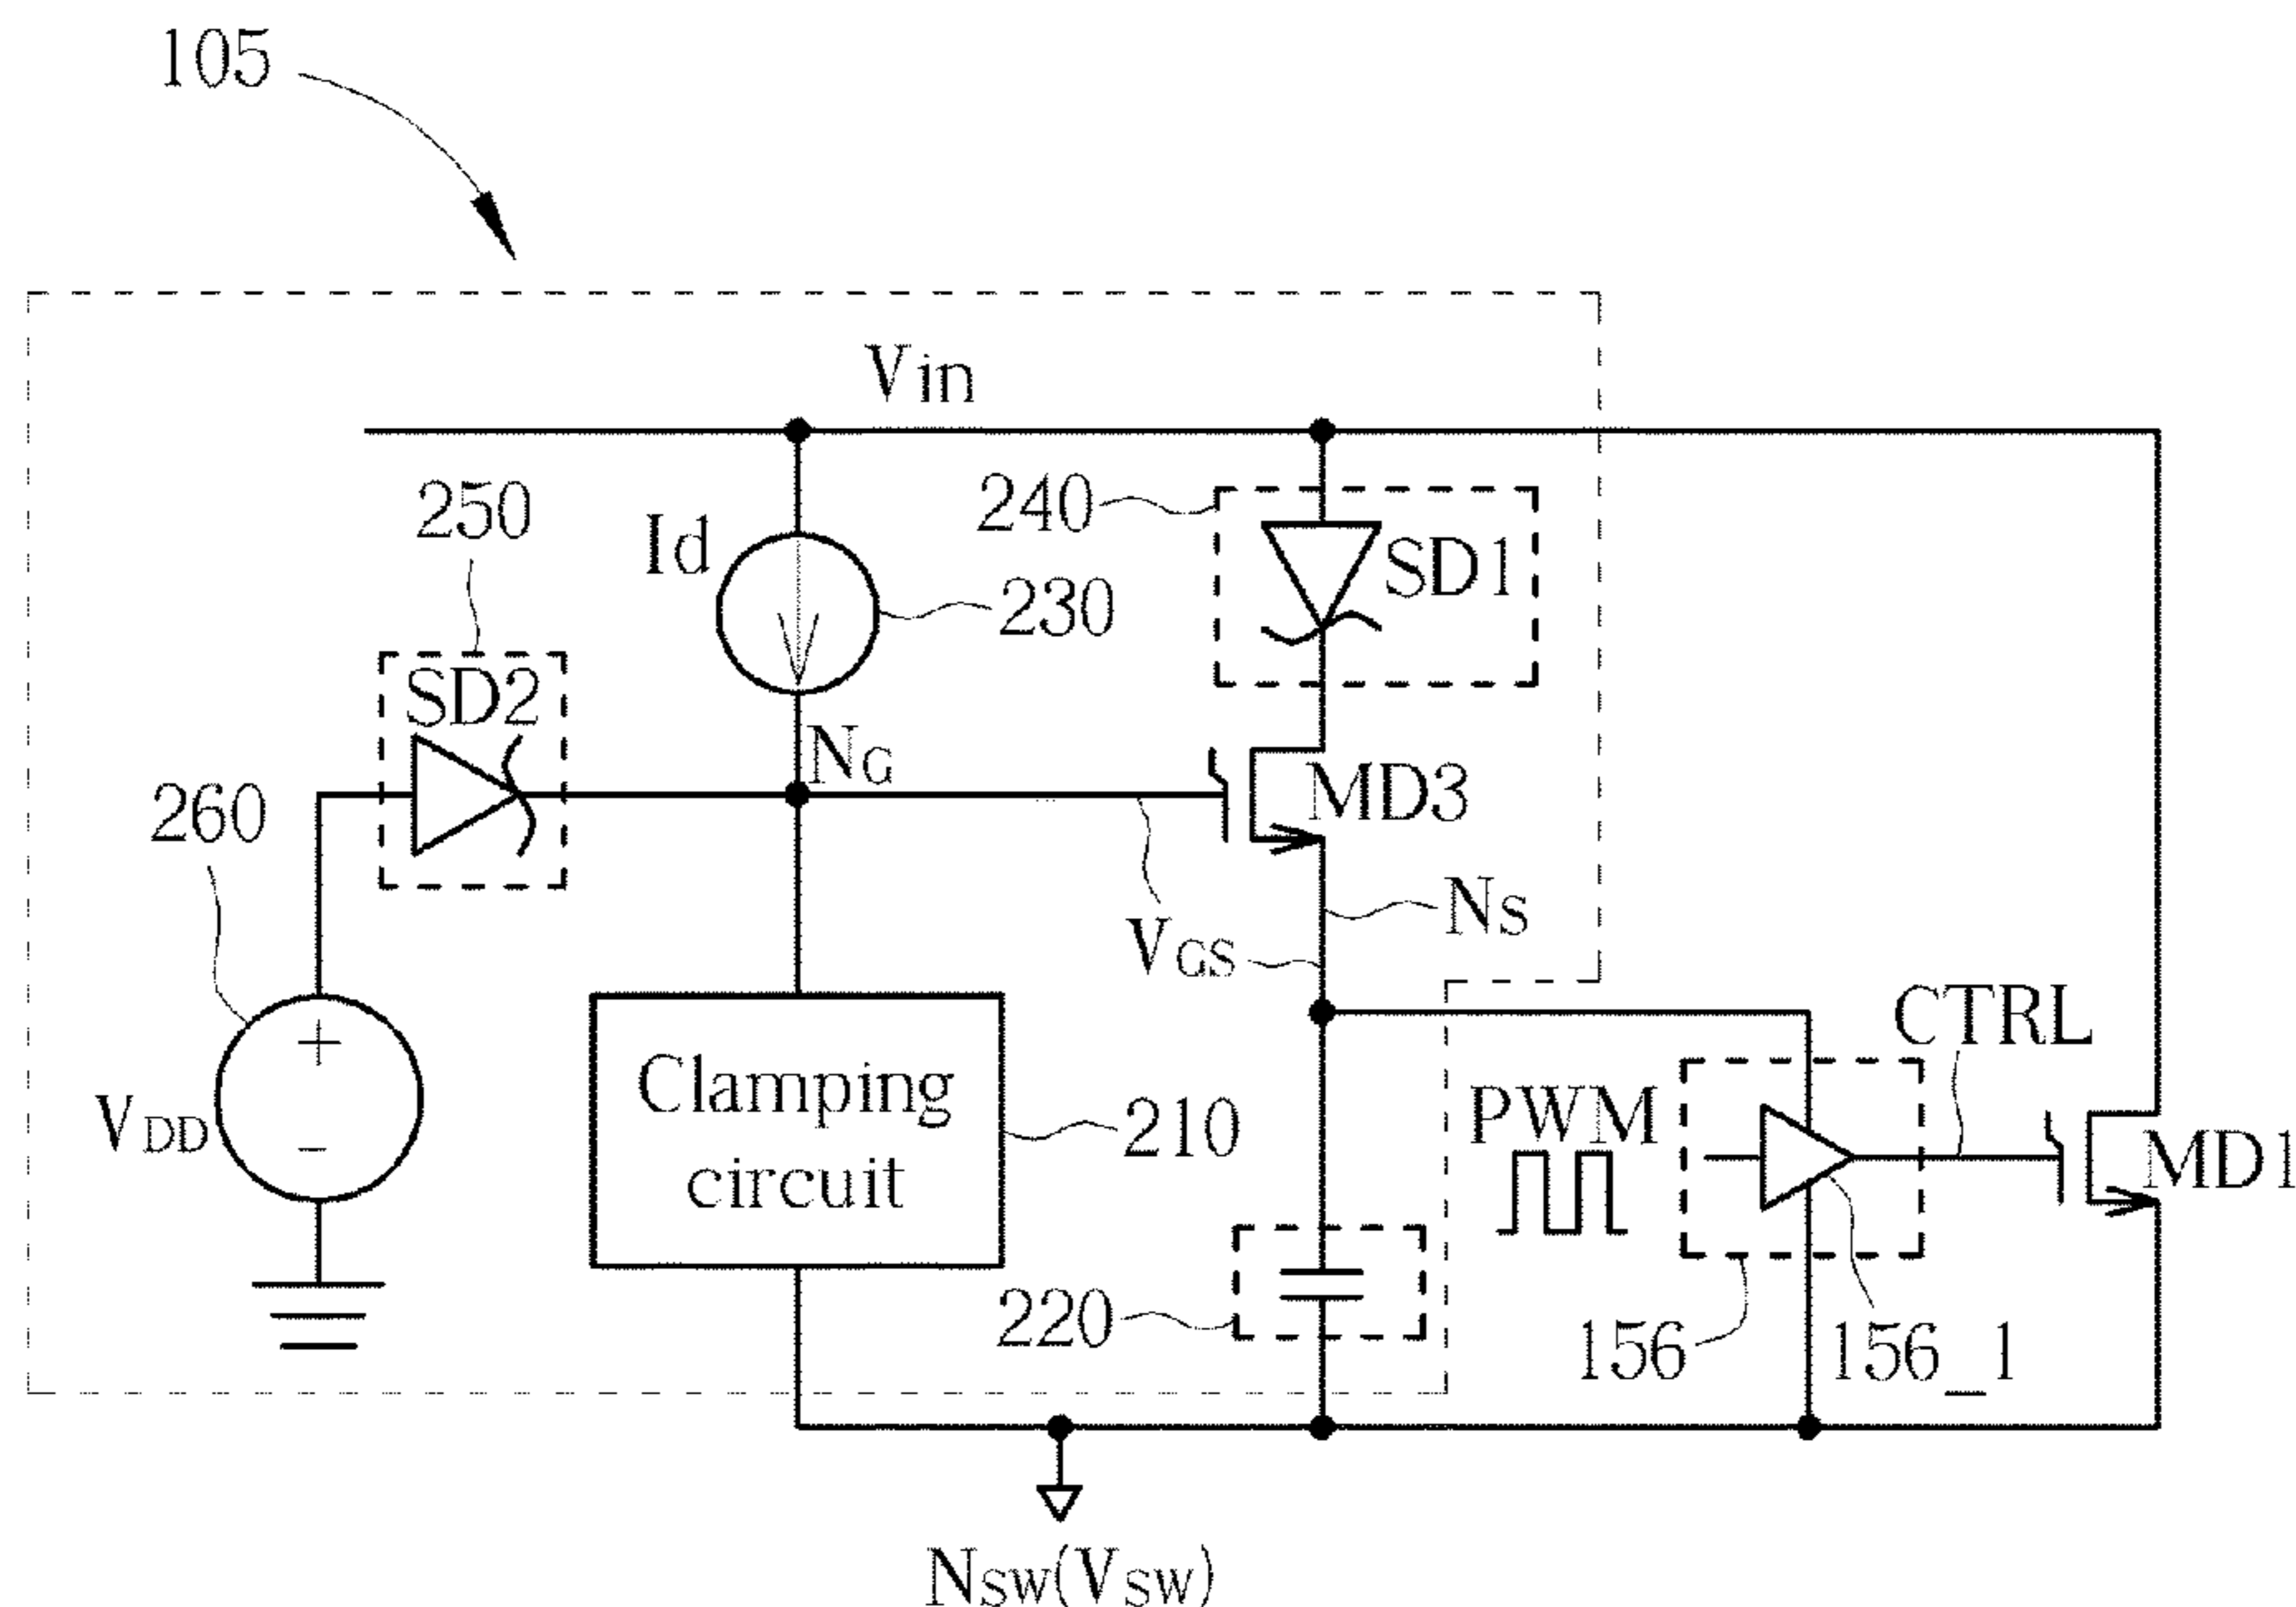 105
Vin
240
250
Id
SD1
230
SD2
NG
260
MD3
NS
VGS
CTRL
Clamping
circuit
VDD
+
−
210
PWM
MD1
220
156
156_1
NSW(VSW)